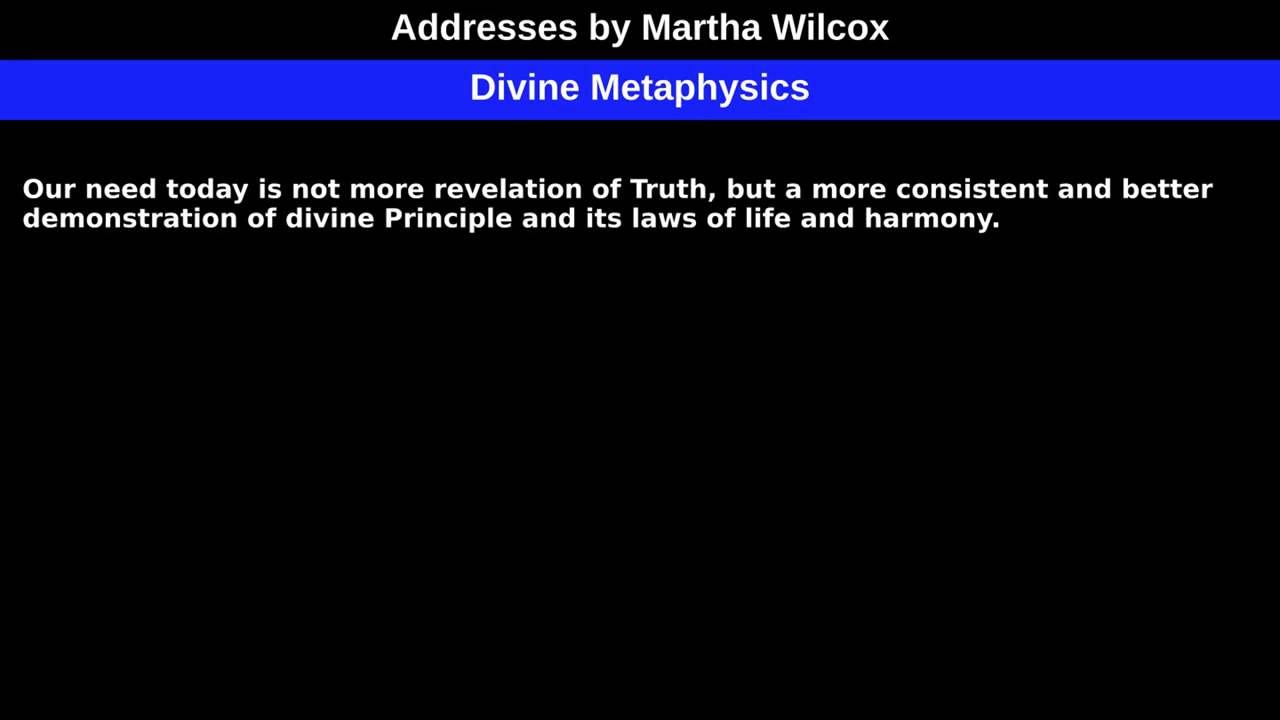 Addresses by Martha Wilcox
Divine Metaphysics
Our need today is not more revelation of Truth, but a more consistent and better
demonstration of divine Principle and its laws of life and harmony.